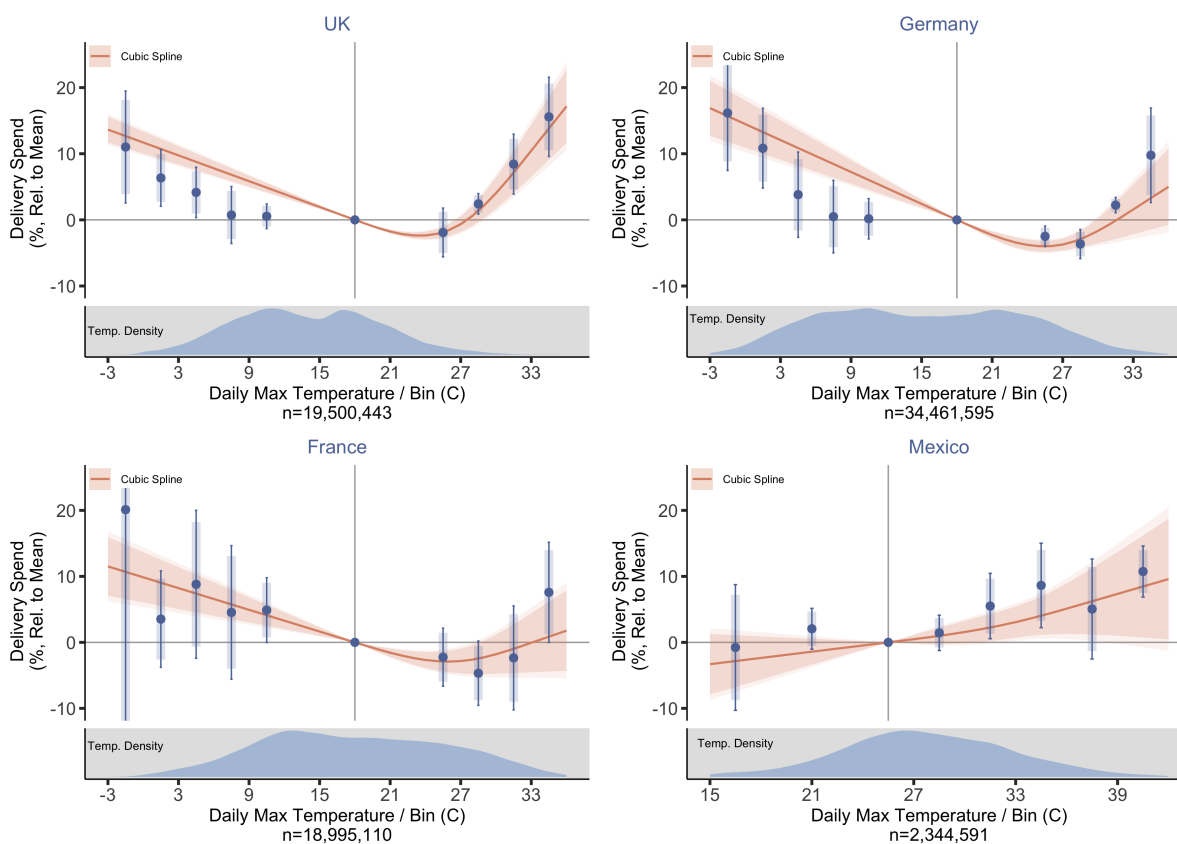 UK
Cubic Spline
Delivery Spend
(%, Rel. to Mean)
20
10
0
-10
Temp. Density
-3 3 9 15 21 27 33
Daily Max Temperature / Bin (C)
n=19,500,443
Germany
Cubic Spline
Delivery Spend
(%, Rel. to Mean)
20
10
0
-10
Temp. Density
-3 3 9 15 21 27 33
Daily Max Temperature / Bin (C)
n=34,461,595
France
Cubic Spline
Delivery Spend
(%, Rel. to Mean)
20
10
0
-10
Temp. Density
-3 3 9 15 21 27 33
Daily Max Temperature / Bin (C)
n=18,995,110
Mexico
Cubic Spline
Delivery Spend
(%, Rel. to Mean)
20
10
0
-10
Temp. Density
15 21 27 33 39
Daily Max Temperature / Bin (C)
n=2,344,591